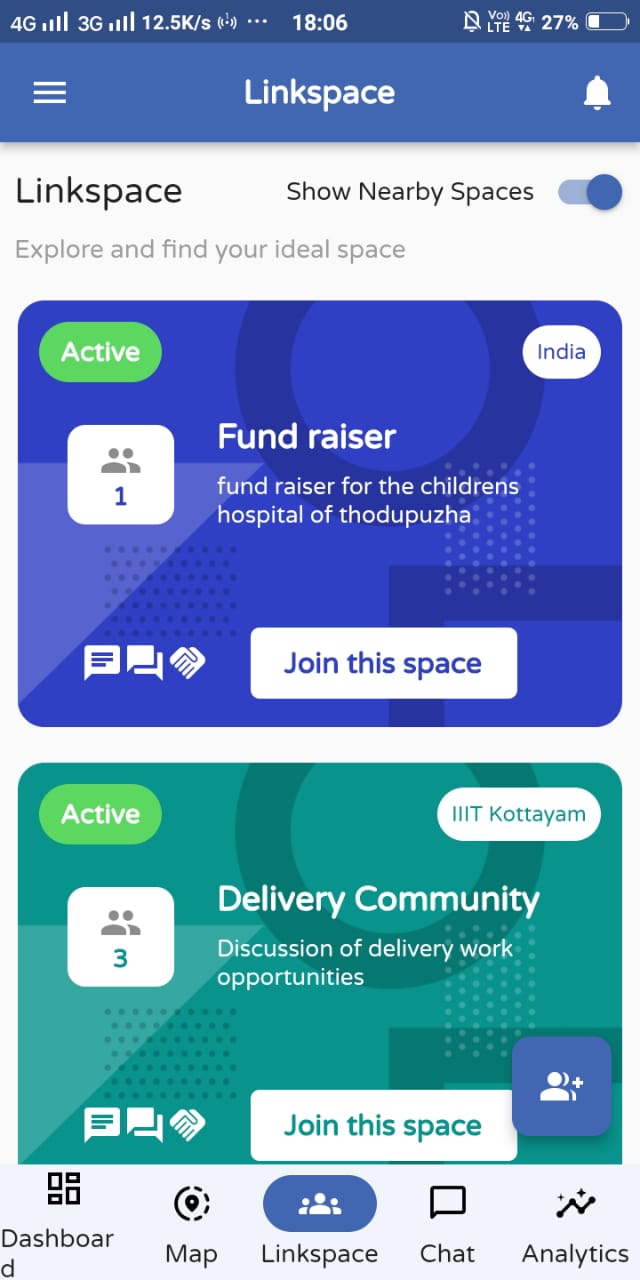 4G 3G 12.5K/s ... 18:06 Vo) LTE 4G 27%
Linkspace
Linkspace Show Nearby Spaces
Explore and find your ideal space
Active India
Fund raiser
1
fund raiser for the childrens
hospital of thodupuzha
Join this space
Active IIIT Kottayam
Delivery Community
3
Discussion of delivery work
opportunities
Join this space
Dashboar
d
Map Linkspace Chat Analytics